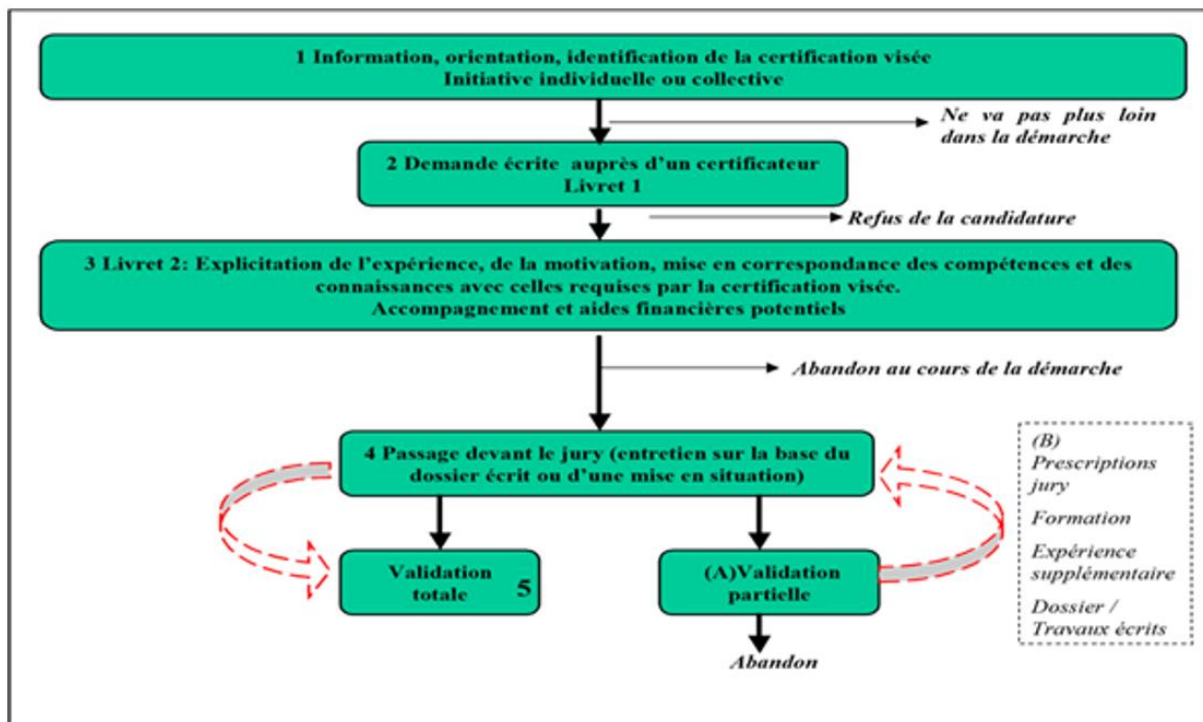 1 Information, orientation, identification de la certification visée
Initiative individuelle ou collective
Ne va pas plus loin
dans la démarche
2 Demande écrite auprès d'un certificateur
Livret 1
Refus de la candidature
3 Livret 2: Explicitation de l'expérience, de la motivation, mise en correspondance des compétences et des
connaissances avec celles requises par la certification visée.
Accompagnement et aides financières potentiels
Abandon au cours de la démarche
4 Passage devant le jury (entretien sur la base du
dossier écrit ou d'une mise en situation)
Validation
totale 5
(A)Validation
partielle
Abandon
(B)
Prescriptions
jury
Formation
Expérience
supplémentaire
Dossier /
Travaux écrits